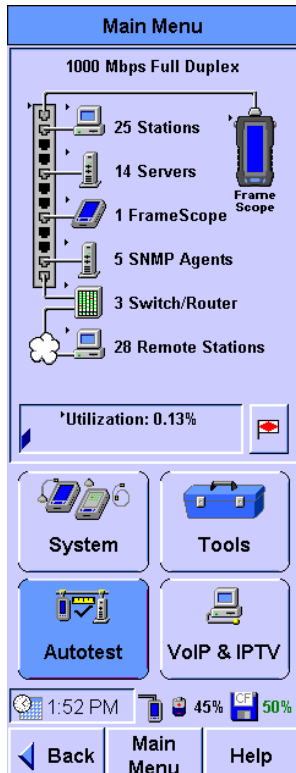 Main Menu
1000 Mbps Full Duplex
25 Stations
14 Servers
Frame
Scope
1 FrameScope
5 SNMP Agents
3 Switch/Router
28 Remote Stations
Utilization: 0.13%
System
Tools
Autotest
VoIP & IPTV
1:52 PM
45%
CF
50%
Back
Main
Menu
Help